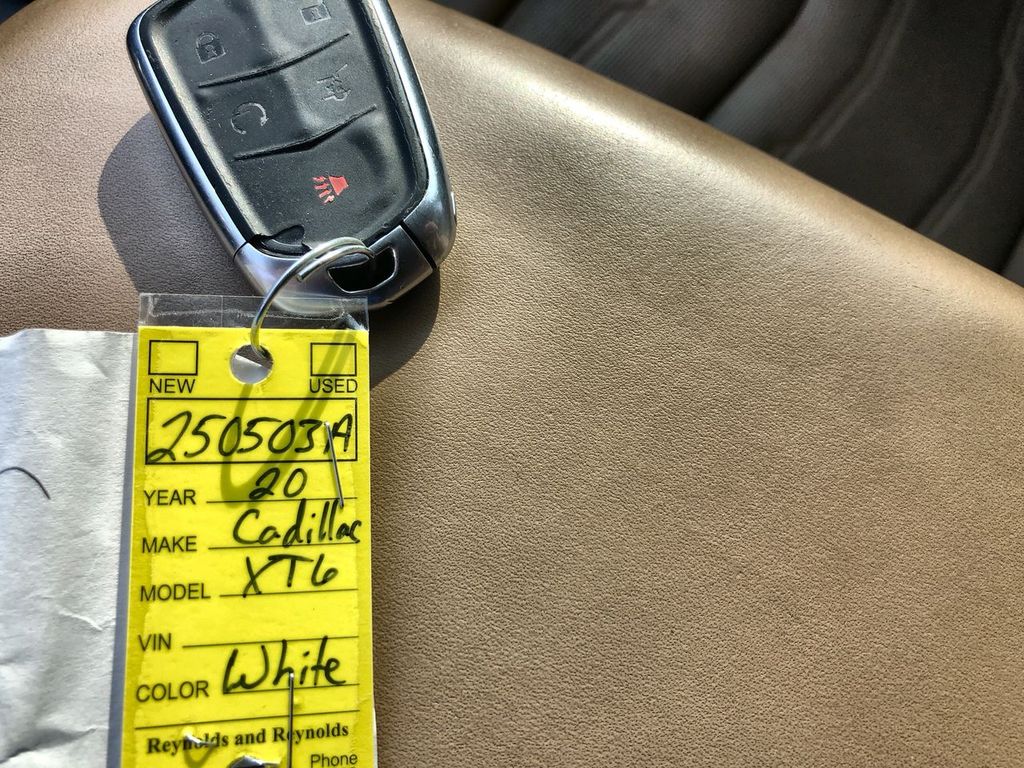 NEW USED
250503A
YEAR 20
MAKE Cadillac
MODEL XT6
VIN
COLOR White
Reynolds and Reynolds
Phone